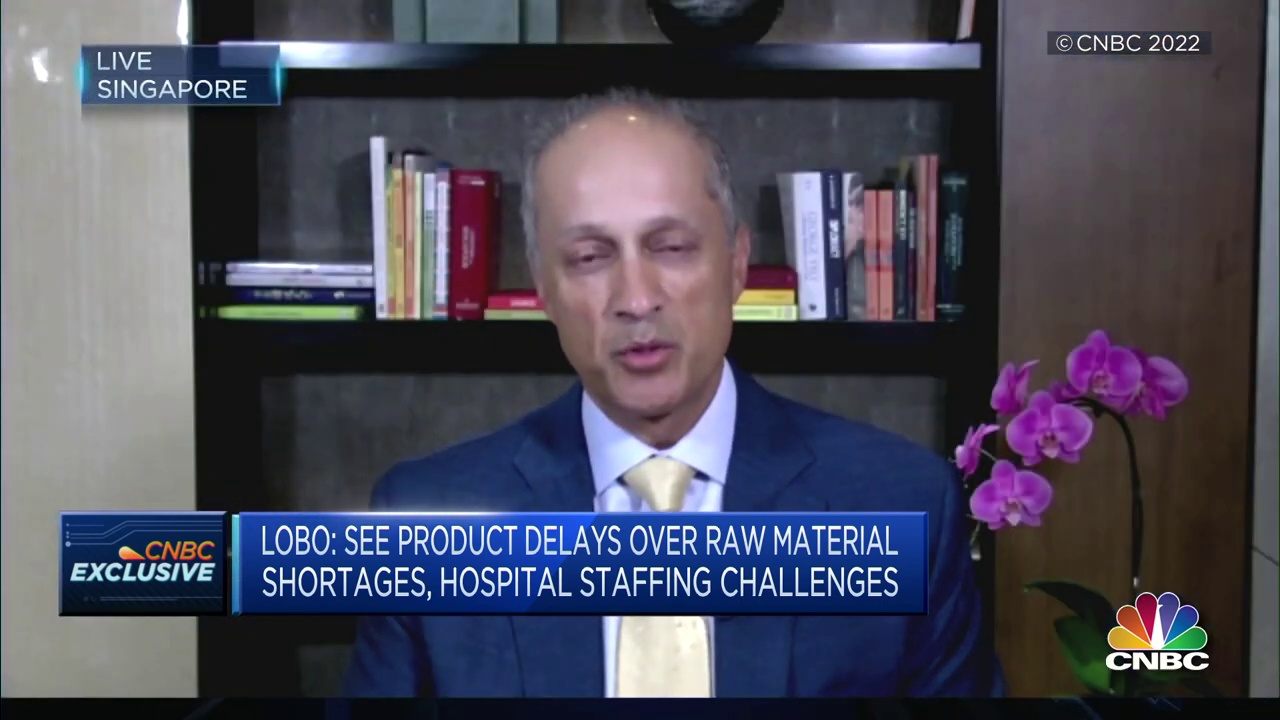 LIVE
SINGAPORE
© CNBC 2022
CNBC
EXCLUSIVE
LOBO: SEE PRODUCT DELAYS OVER RAW MATERIAL
SHORTAGES, HOSPITAL STAFFING CHALLENGES
CNBC